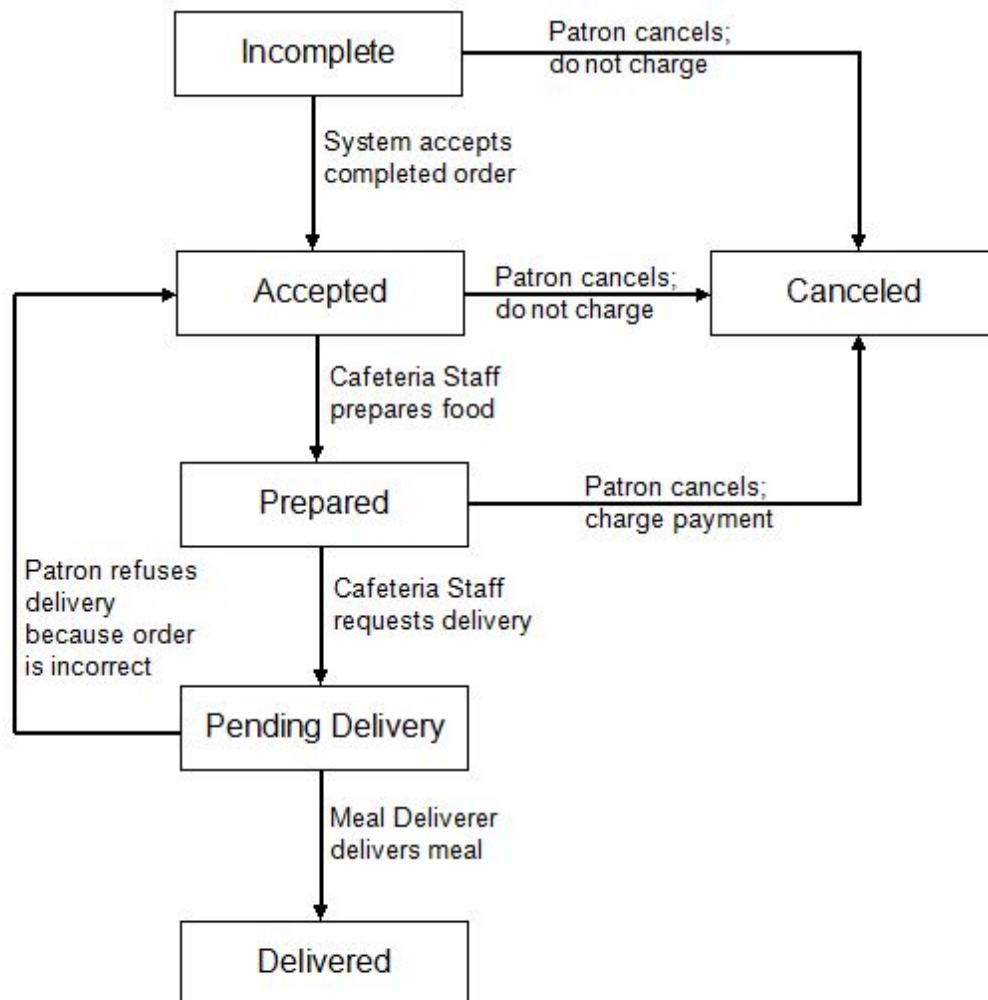 Incomplete
Patron cancels;
do not charge
System accepts
completed order
Accepted
Patron cancels;
do not charge
Canceled
Cafeteria Staff
prepares food
Prepared
Patron cancels;
charge payment
Patron refuses
delivery
because order
is incorrect
Cafeteria Staff
requests delivery
Pending Delivery
Meal Deliverer
delivers meal
Delivered